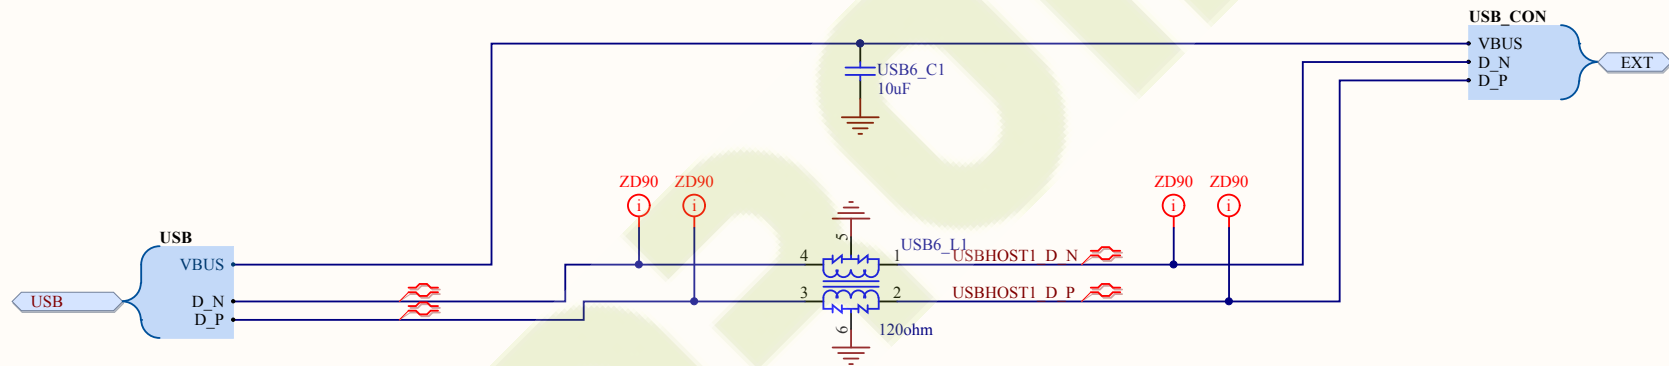 USB_CON
VBUS
D_N
D_P
EXT
USB6_C1
10uF
ZD90
ZD90
ZD90
ZD90
USB
VBUS
D_N
D_P
USB
5
USB6_L1
4
1
USBHOST1_D_N
3
2
USBHOST1_D_P
6
120ohm
i
i
i
i